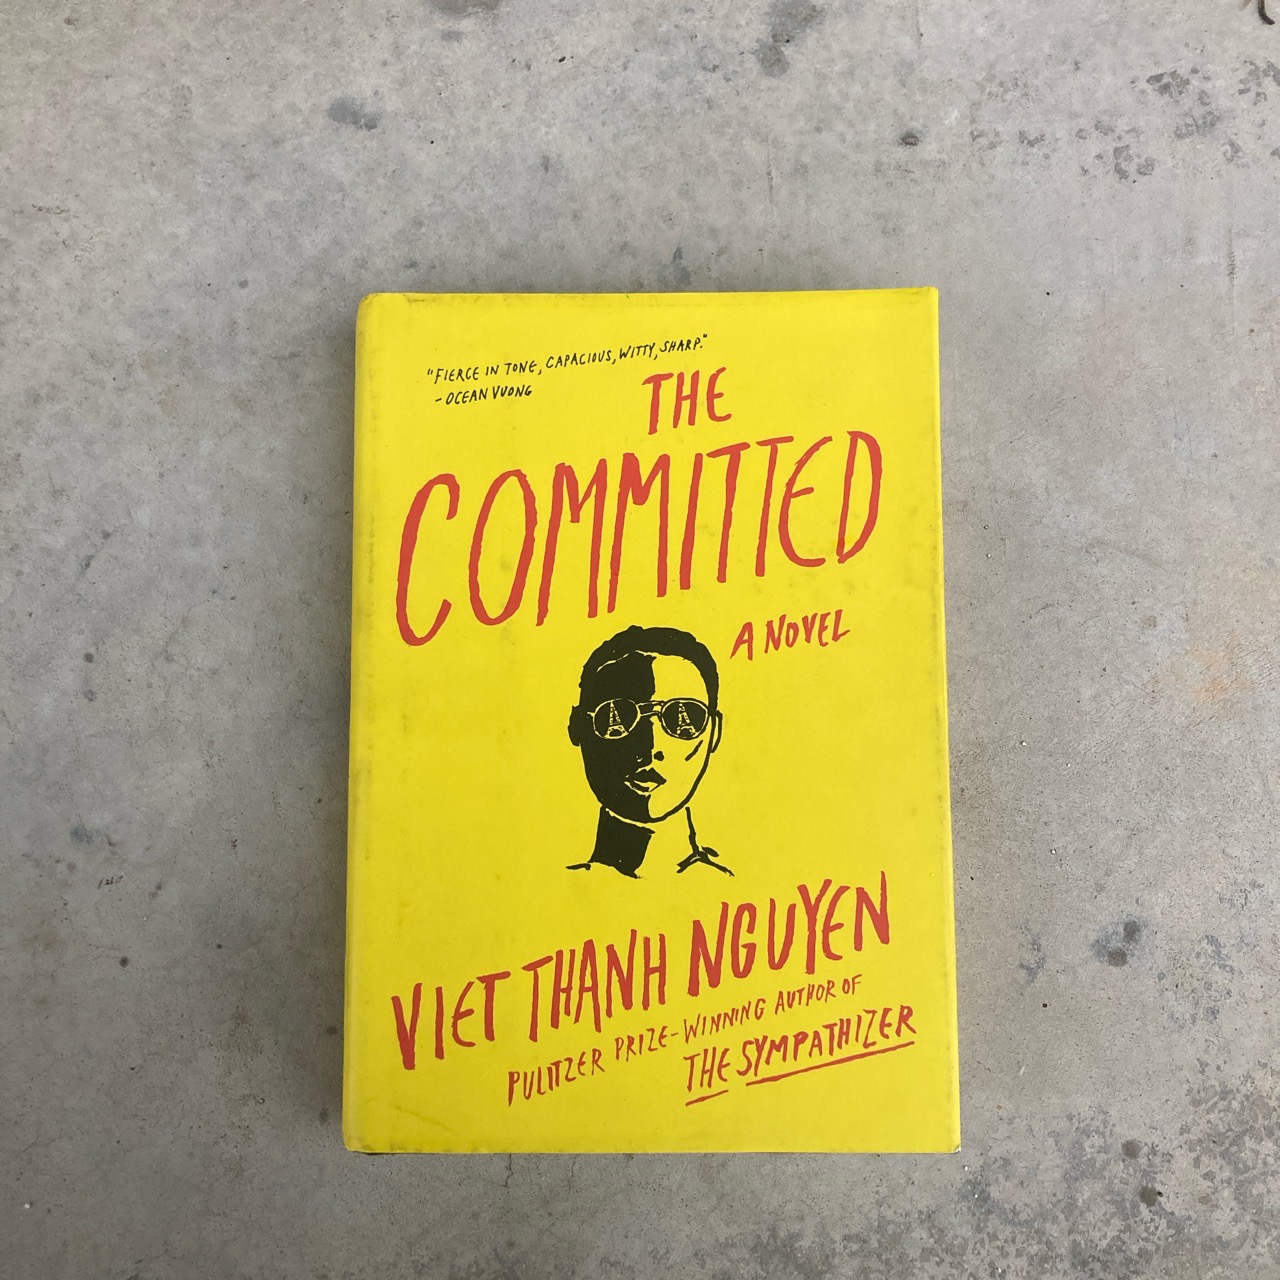 "FIERCE IN TONE, CAPACIOUS, WITTY, SHARP."
- OCEAN VUONG
THE
COMMITTED
A NOVEL
VIET THANH NGUYEN
PULITZER PRIZE-WINNING AUTHOR OF
THE SYMPATHIZER